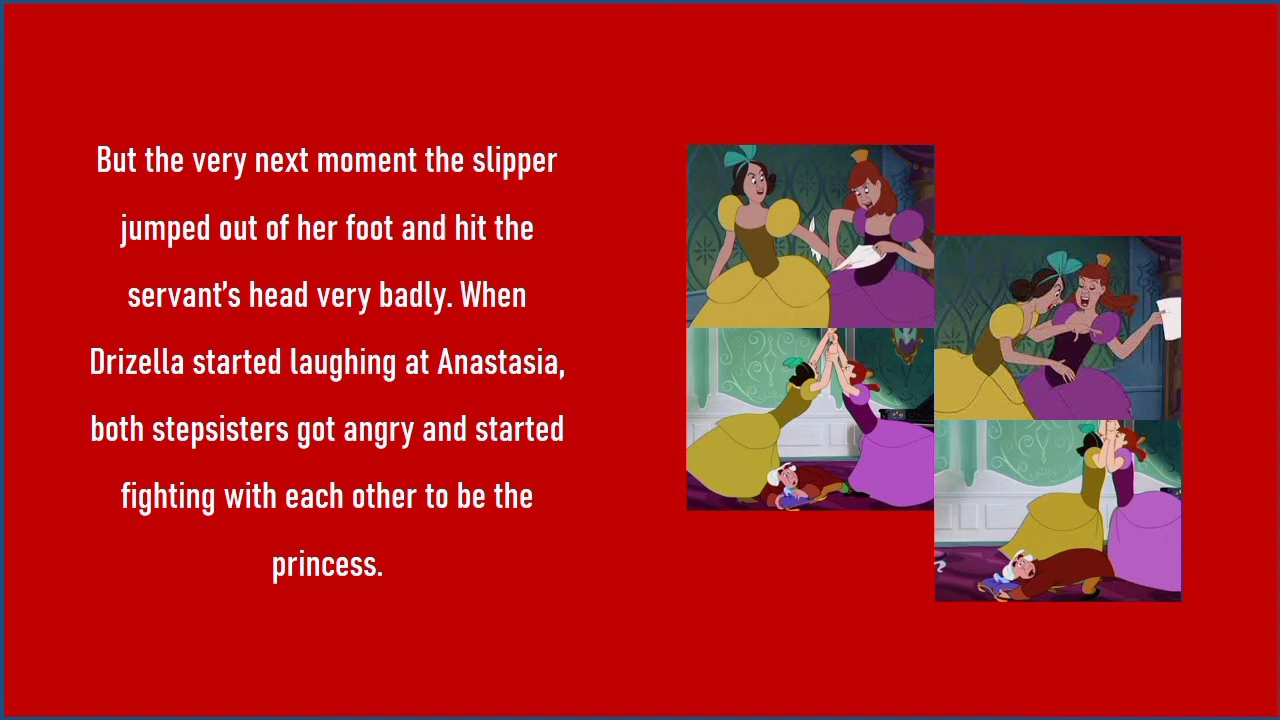 But the very next moment the slipper
jumped out of her foot and hit the
servant's head very badly. When
Drizella started laughing at Anastasia,
both stepsisters got angry and started
fighting with each other to be the
princess.